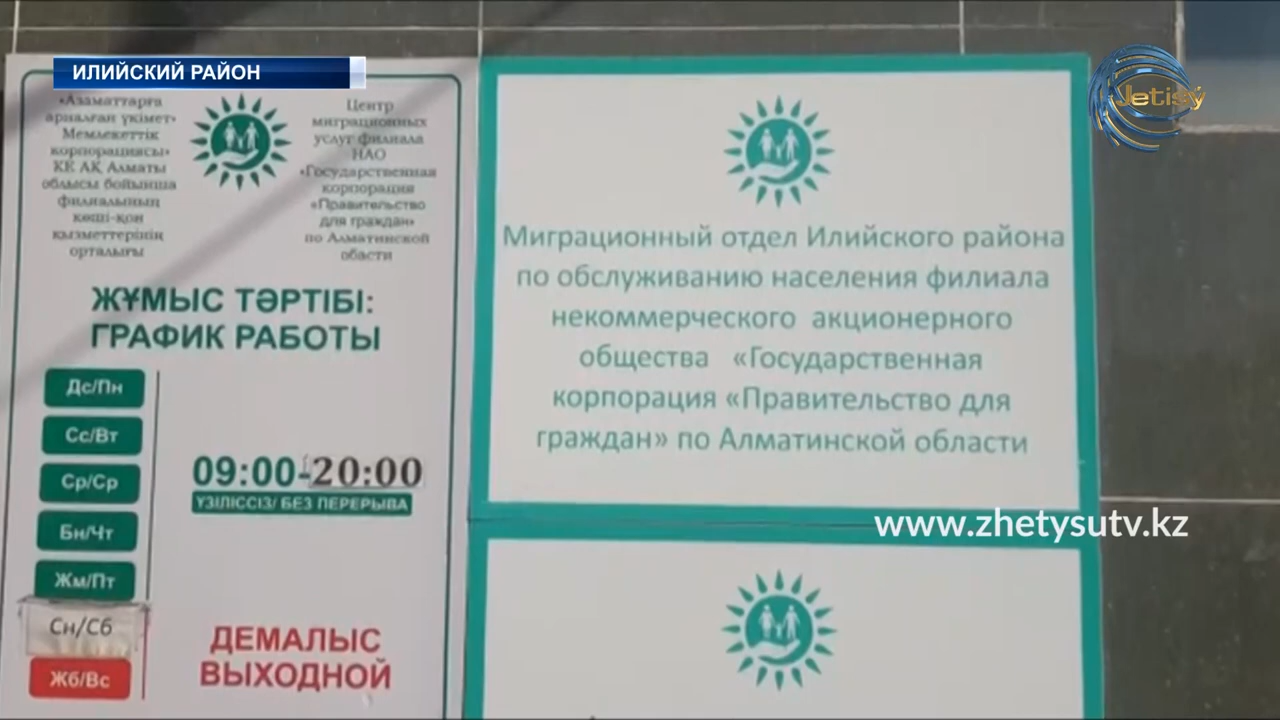 ИЛИЙСКИЙ РАЙОН
Jetisý
«Азаматтарға
арналған үкімет»
Мемлекеттік
корпорациясы»
КЕ АҚ Алматы
облысы бойынша
филиалының
көші-қон
қызметтерінің
орталығы
Центр
миграционных
услуг филиала
НАО
«Государственная
корпорация
«Правительство
для граждан»
по Алматинской
обасти
ЖҰМЫС ТӘРТІБІ:
ГРАФИК РАБОТЫ
Дс/Пн
Сс/Вт
Ср/Ср
Бн/Чт
Жм/Пт
Сн/Сб
Жб/Вс
09:00-20:00
ҮЗІЛІССІЗ/ БЕЗ ПЕРЕРЫВА
ДЕМАЛЫС
ВЫХОДНОЙ
Миграционный отдел Илийского района
по обслуживанию населения филиала
некоммерческого акционерного
общества «Государственная
корпорация «Правительство для
граждан» по Алматинской области
www.zhetysutv.kz